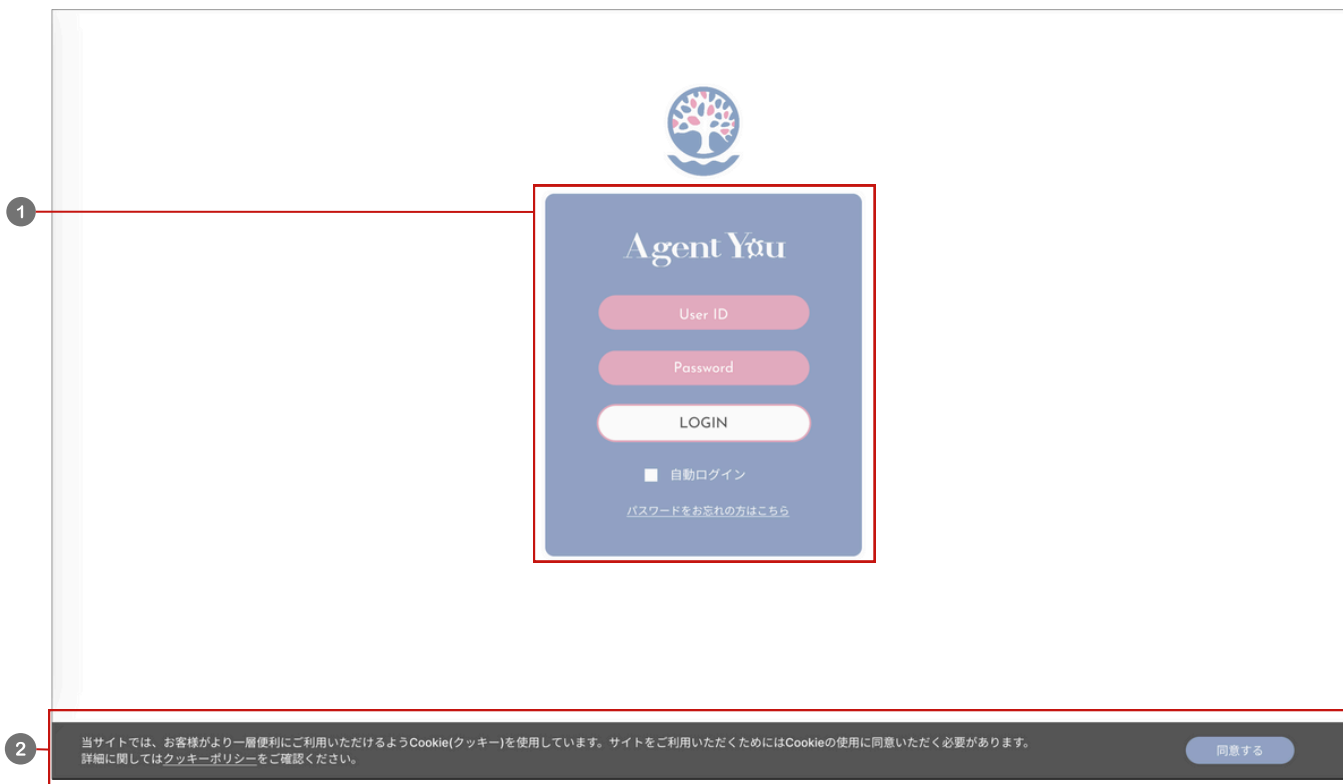 1
Agent You
User ID
Password
LOGIN
自動ログイン
パスワードをお忘れの方はこちら
2
当サイトでは、お客様がより一層便利にご利用いただけるようCookie(クッキー)を使用しています。サイトをご利用いただくためにはCookieの使用に同意いただく必要があります。
詳細に関してはクッキーポリシーをご確認ください。
同意する